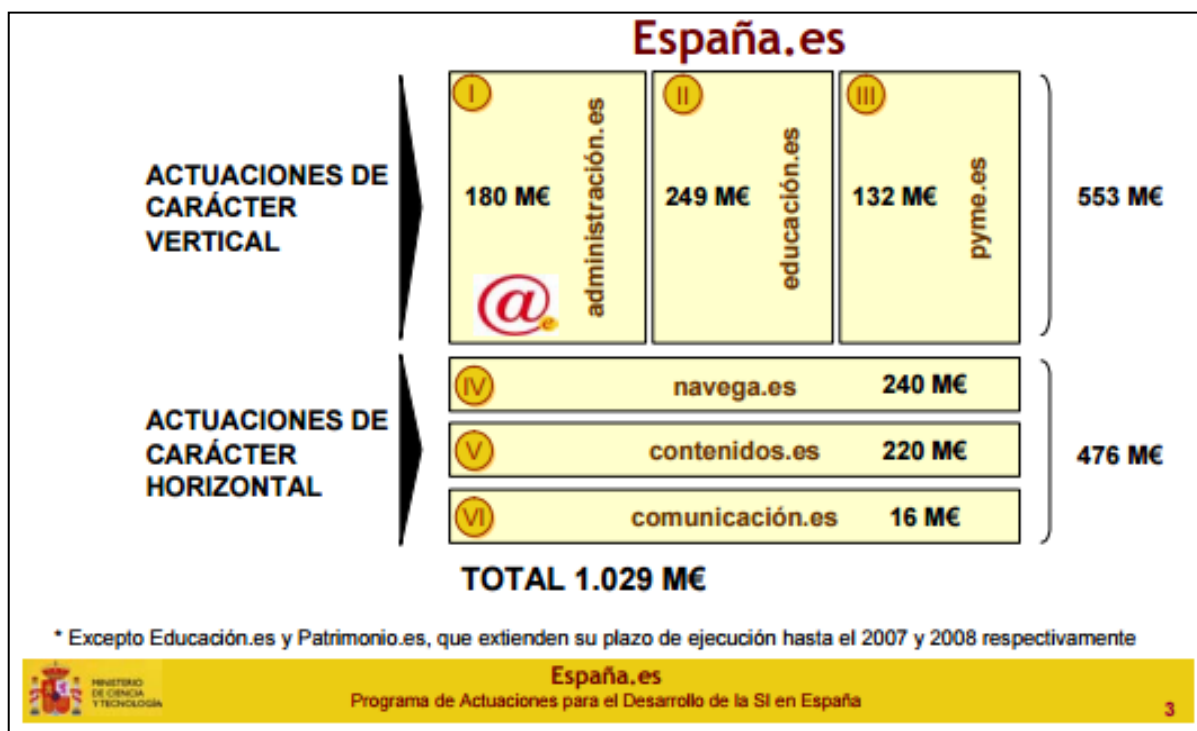 España.es
I
II
III
ACTUACIONES DE
CARÁCTER
VERTICAL
180 M€
administración.es
249 M€
educación.es
132 M€
pyme.es
553 M€
@e
ACTUACIONES DE
CARÁCTER
HORIZONTAL
IV navega.es 240 M€
V contenidos.es 220 M€
VI comunicación.es 16 M€
476 M€
TOTAL 1.029 M€
* Excepto Educación.es y Patrimonio.es, que extienden su plazo de ejecución hasta el 2007 y 2008 respectivamente
MINISTERIO
DE CIENCIA
Y TECNOLOGÍA
España.es
Programa de Actuaciones para el Desarrollo de la SI en España
3